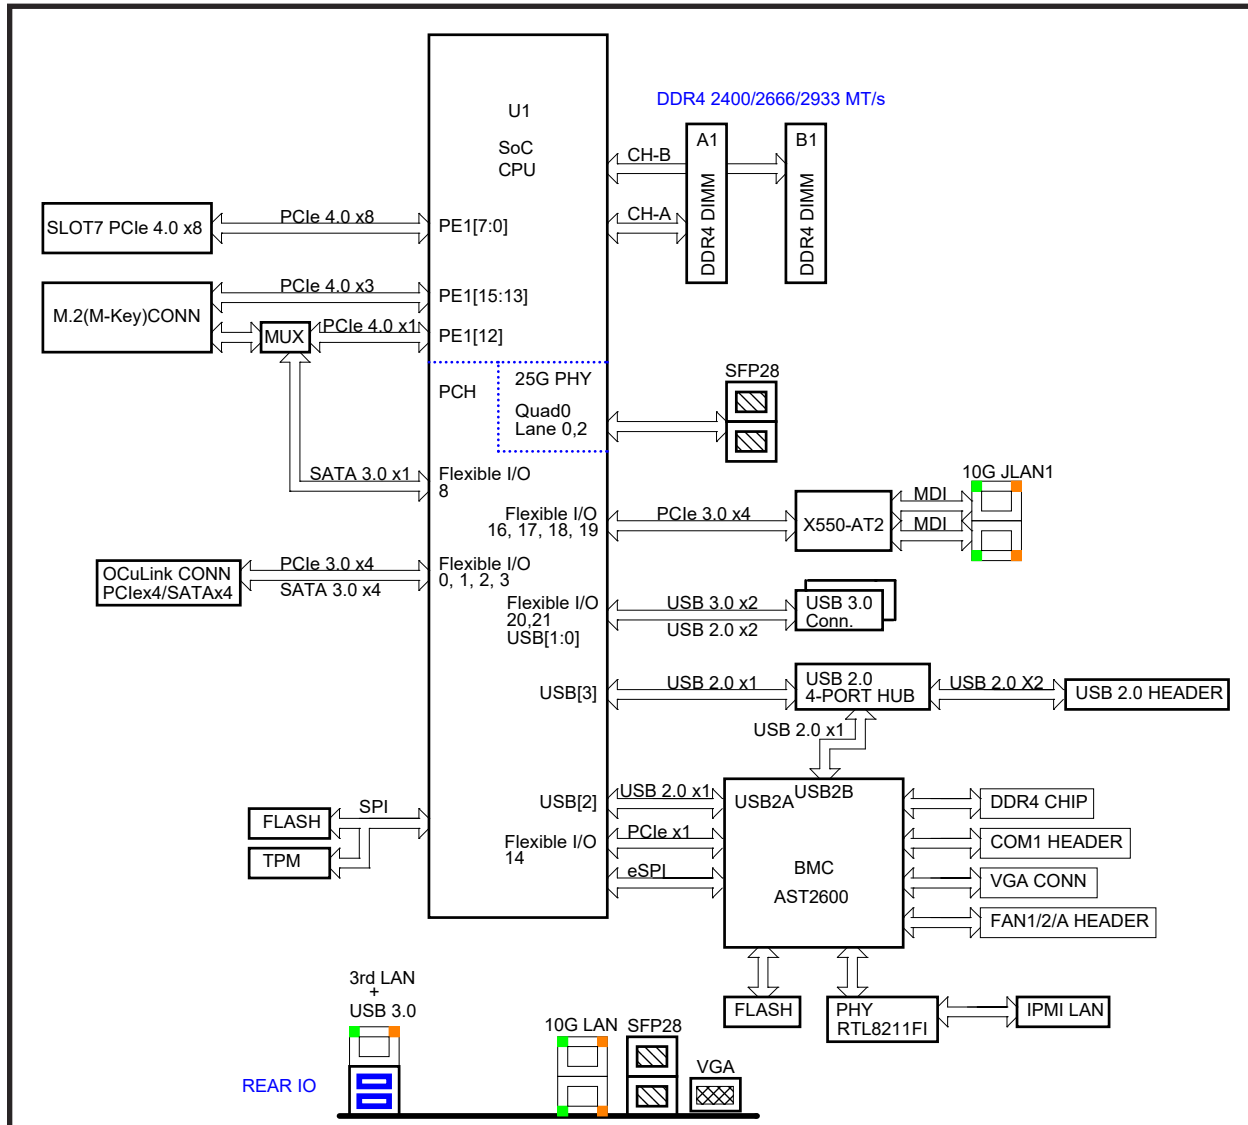 U1
SoC
CPU
DDR4 2400/2666/2933 MT/s
A1
DDR4 DIMM
B1
DDR4 DIMM
CH-B
CH-A
SLOT7 PCIe 4.0 x8
PCIe 4.0 x8
PE1[7:0]
M.2(M-Key)CONN
PCIe 4.0 x3
PE1[15:13]
MUX
PCIe 4.0 x1
PE1[12]
PCH
25G PHY
Quad0
Lane 0,2
SFP28
SATA 3.0 x1
Flexible I/O
8
Flexible I/O
16, 17, 18, 19
PCIe 3.0 x4
X550-AT2
MDI
MDI
10G JLAN1
OCuLink CONN
PCIex4/SATAx4
PCIe 3.0 x4
SATA 3.0 x4
Flexible I/O
0, 1, 2, 3
Flexible I/O
20,21
USB[1:0]
USB 3.0 x2
USB 2.0 x2
USB 3.0
Conn.
USB[3]
USB 2.0 x1
USB 2.0
4-PORT HUB
USB 2.0 X2
USB 2.0 HEADER
USB 2.0 x1
USB[2]
USB 2.0 x1
USB2A
USB2B
Flexible I/O
14
PCIe x1
eSPI
BMC
AST2600
DDR4 CHIP
COM1 HEADER
VGA CONN
FAN1/2/A HEADER
FLASH
SPI
TPM
FLASH
PHY
RTL8211FI
IPMI LAN
REAR IO
3rd LAN
+
USB 3.0
10G LAN
SFP28
VGA